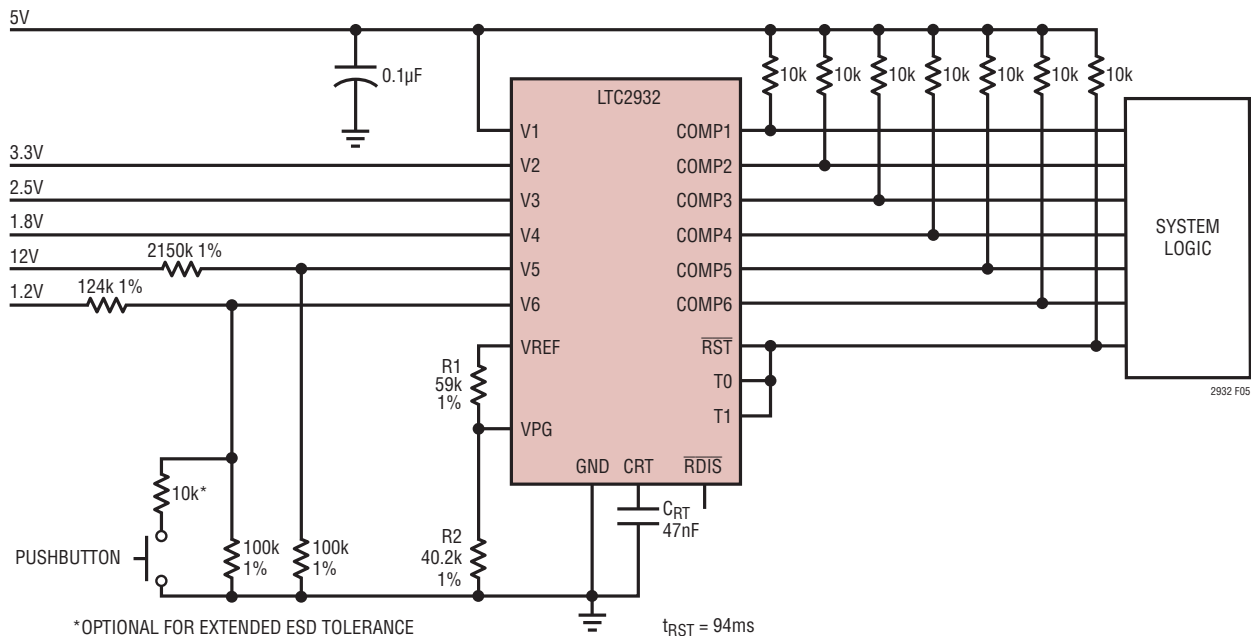 5V
0.1µF
10k
10k
10k
10k
10k
10k
10k
LTC2932
V1
COMP1
3.3V
V2
COMP2
2.5V
V3
COMP3
1.8V
V4
COMP4
SYSTEM
LOGIC
12V
2150k 1%
V5
COMP5
1.2V
124k 1%
V6
COMP6
VREF
RST
R1
59k
1%
T0
2932 F05
VPG
T1
GND
CRT
RDIS
10k*
CRT
47nF
PUSHBUTTON
100k
1%
100k
1%
R2
40.2k
1%
*OPTIONAL FOR EXTENDED ESD TOLERANCE
tRST = 94ms